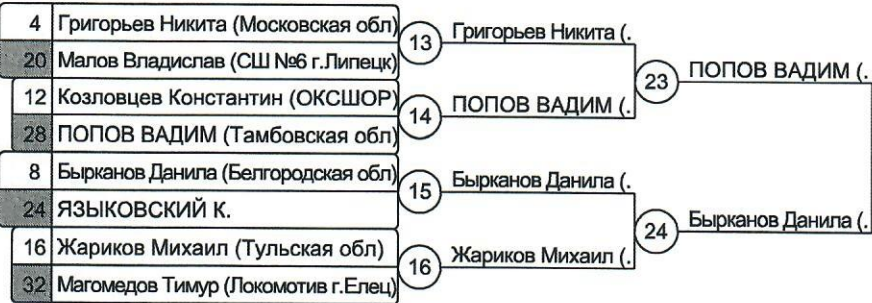 4 Григорьев Никита (Московская обл)
20 Малов Владислав (СШ №6 г.Липецк)
13 Григорьев Никита (.
12 Козловцев Константин (ОКСШОР)
28 ПОПОВ ВАДИМ (Тамбовская обл)
14 ПОПОВ ВАДИМ (.
23 ПОПОВ ВАДИМ (.
8 Бырканов Данила (Белгородская обл)
24 ЯЗЫКОВСКИЙ К.
15 Бырканов Данила (.
16 Жариков Михаил (Тульская обл)
32 Магомедов Тимур (Локомотив г.Елец)
16 Жариков Михаил (.
24 Бырканов Данила (.